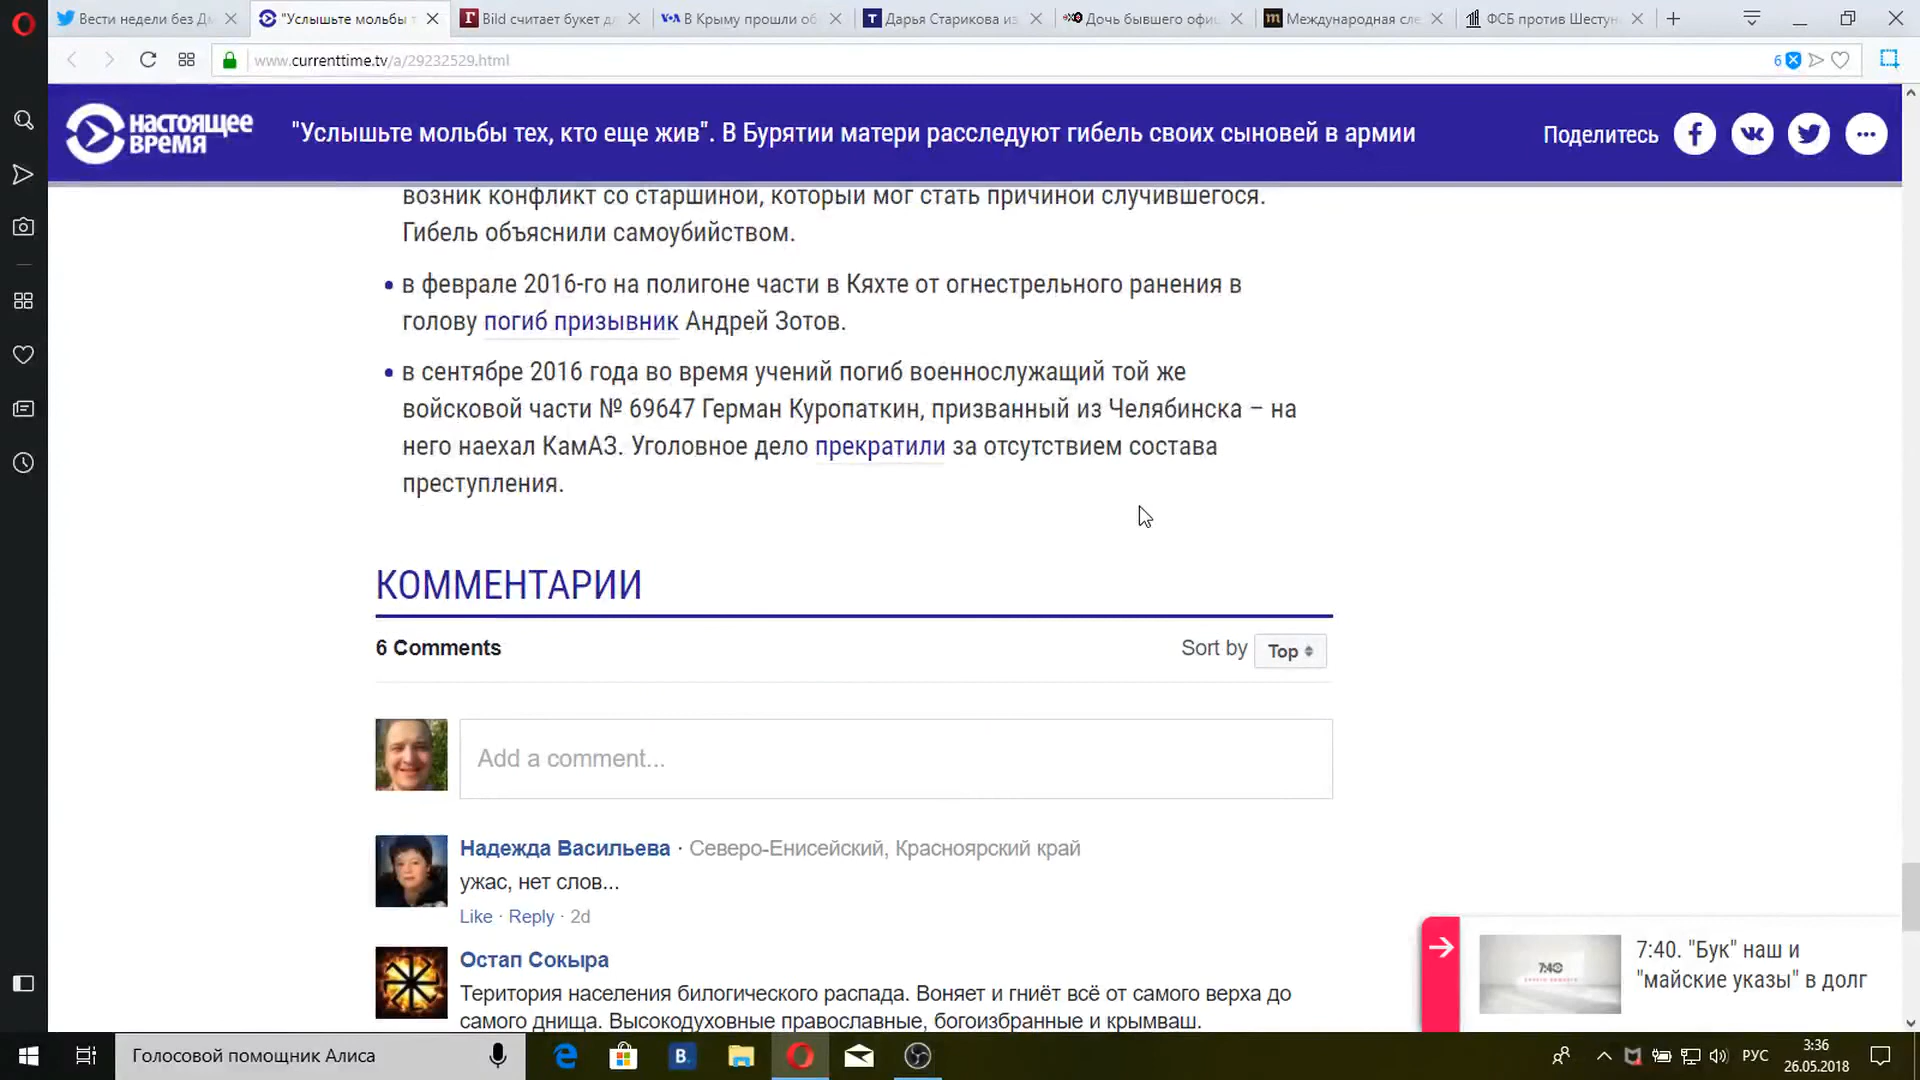 Вести недели без Дм
"Услышьте мольбы т
Bild считает букет дл
В Крыму прошли об
Дарья Старикова из
Дочь бывшего офиц
Международная сле
ФСБ против Шестун
www.currenttime.tv/a/29232529.html
6
НАСТОЯЩЕЕ
ВРЕМЯ
"Услышьте мольбы тех, кто еще жив". В Бурятии матери расследуют гибель своих сыновей в армии
Поделитесь
возник конфликт со старшиной, который мог стать причиной случившегося.
Гибель объяснили самоубийством.
в феврале 2016-го на полигоне части в Кяхте от огнестрельного ранения в
голову погиб призывник Андрей Зотов.
в сентябре 2016 года во время учений погиб военнослужащий той же
войсковой части № 69647 Герман Куропаткин, призванный из Челябинска – на
него наехал КамАЗ. Уголовное дело прекратили за отсутствием состава
преступления.
КОММЕНТАРИИ
6 Comments
Sort by Top
Add a comment...
Надежда Васильева · Северо-Енисейский, Красноярский край
ужас, нет слов...
Like · Reply · 2d
Остап Сокыра
Територия населения билогического распада. Воняет и гниёт всё от самого верха до
самого днища. Высокодуховные православные, богоизбранные и крымваш.
7:40
7:40. "Бук" наш и
"майские указы" в долг
Голосовой помощник Алиса
B.
РУС
3:36
26.05.2018